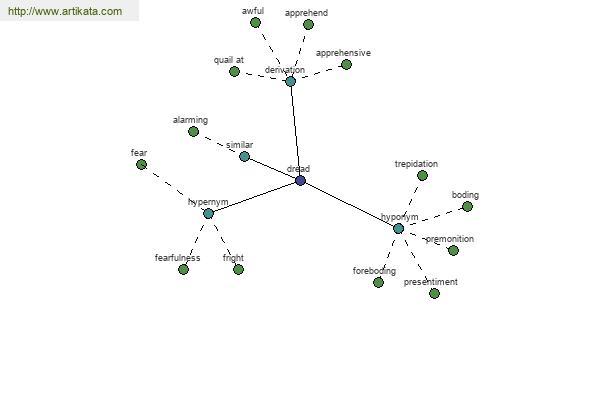 http://www.artikata.com
awful
apprehend
apprehensive
quail at
derivation
alarming
similar
fear
dread
trepidation
hypernym
boding
hyponym
premonition
fearfulness
fright
foreboding
presentiment